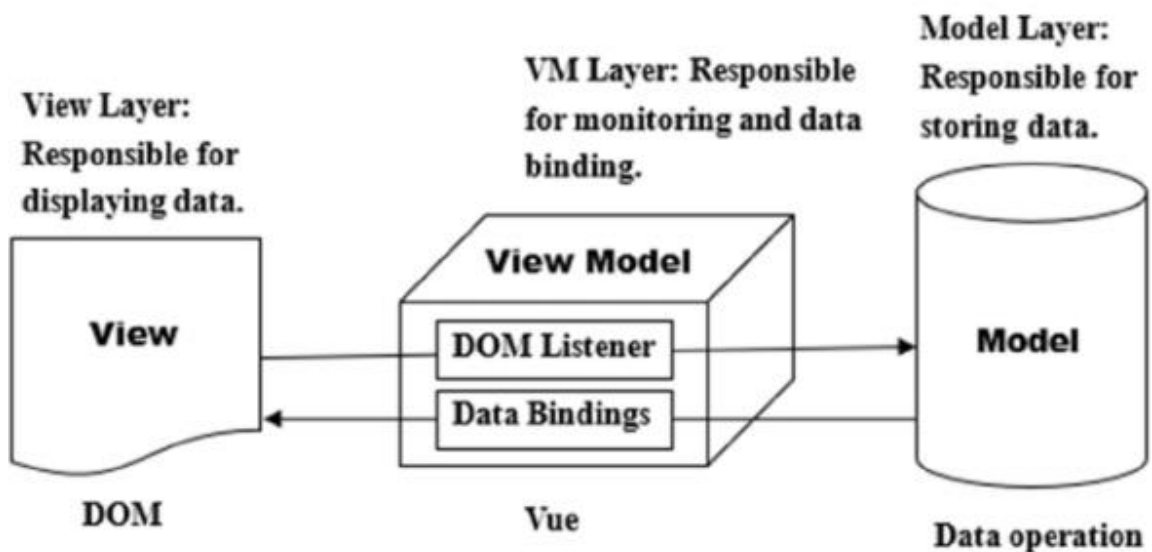 View Layer:
Responsible for
displaying data.
VM Layer: Responsible
for monitoring and data
binding.
Model Layer:
Responsible for
storing data.
View
View Model
DOM Listener
Data Bindings
Model
DOM
Vue
Data operation